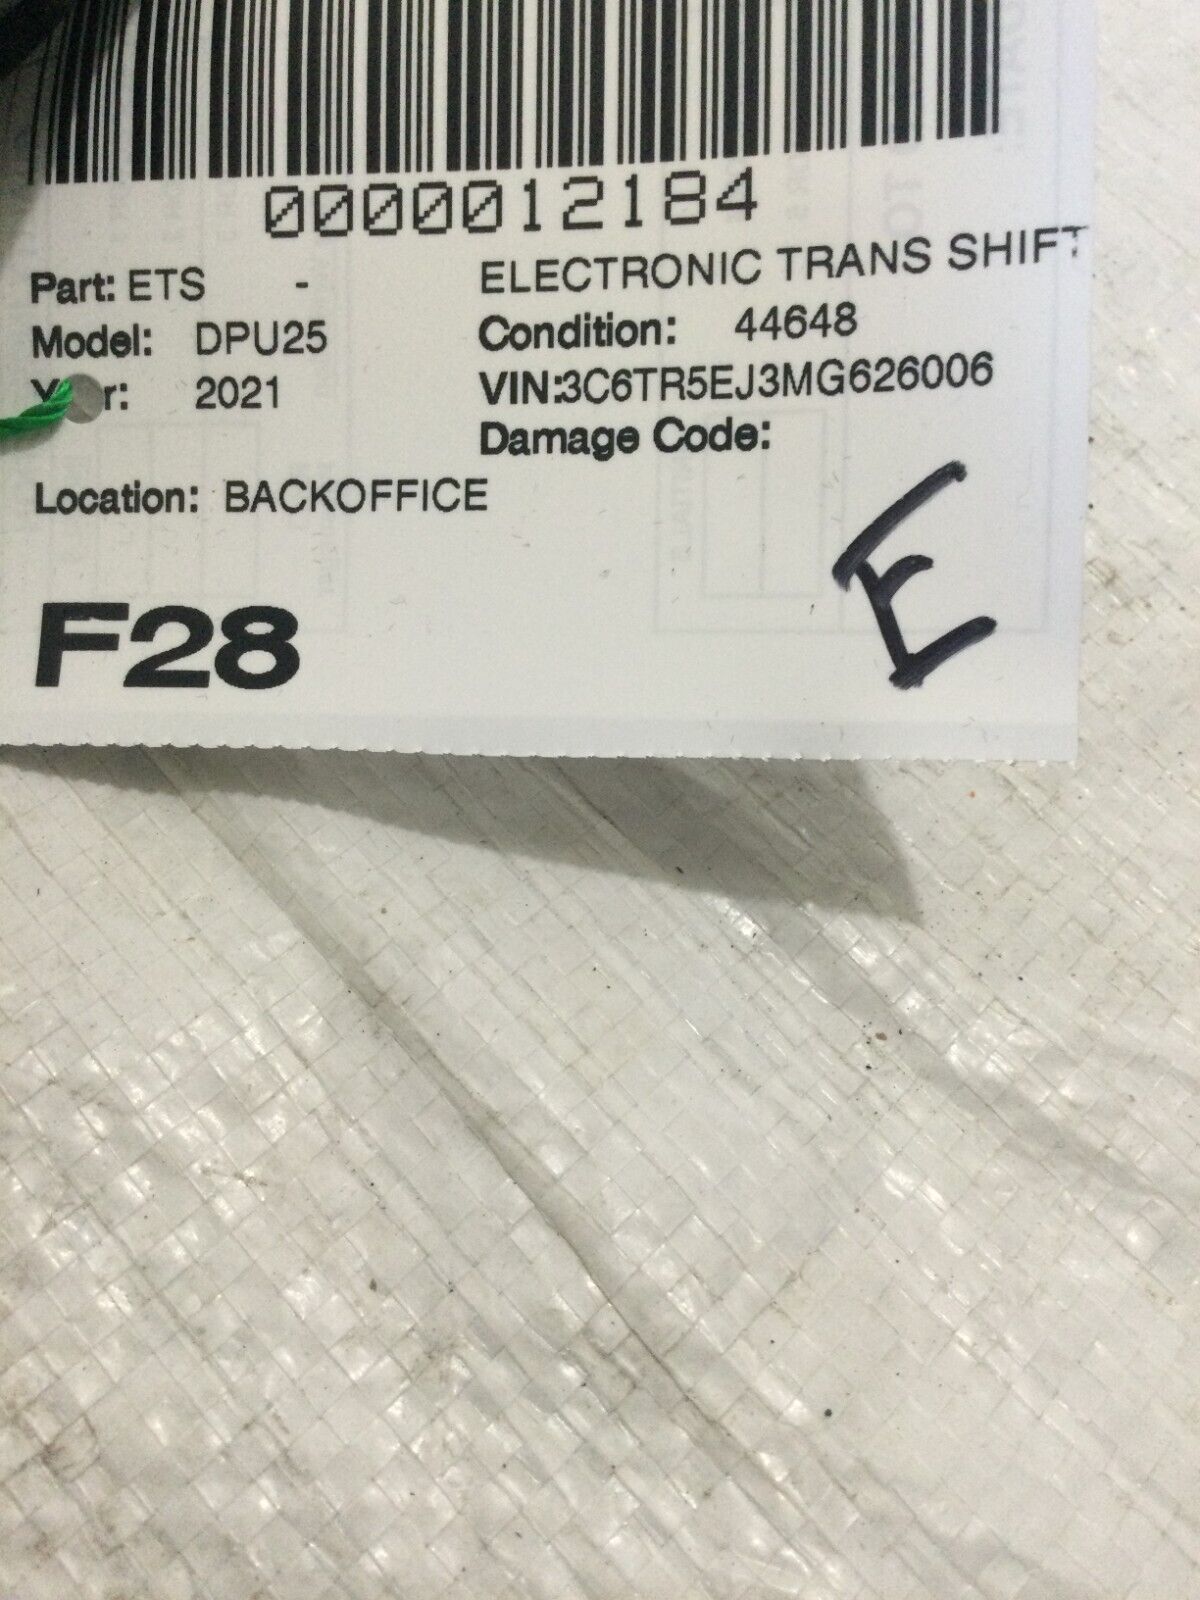 0000012184
Part: ETS - ELECTRONIC TRANS SHIFT
Model: DPU25 Condition: 44648
2021 VIN:3C6TR5EJ3MG626006
Damage Code:
Location: BACKOFFICE
E
F28